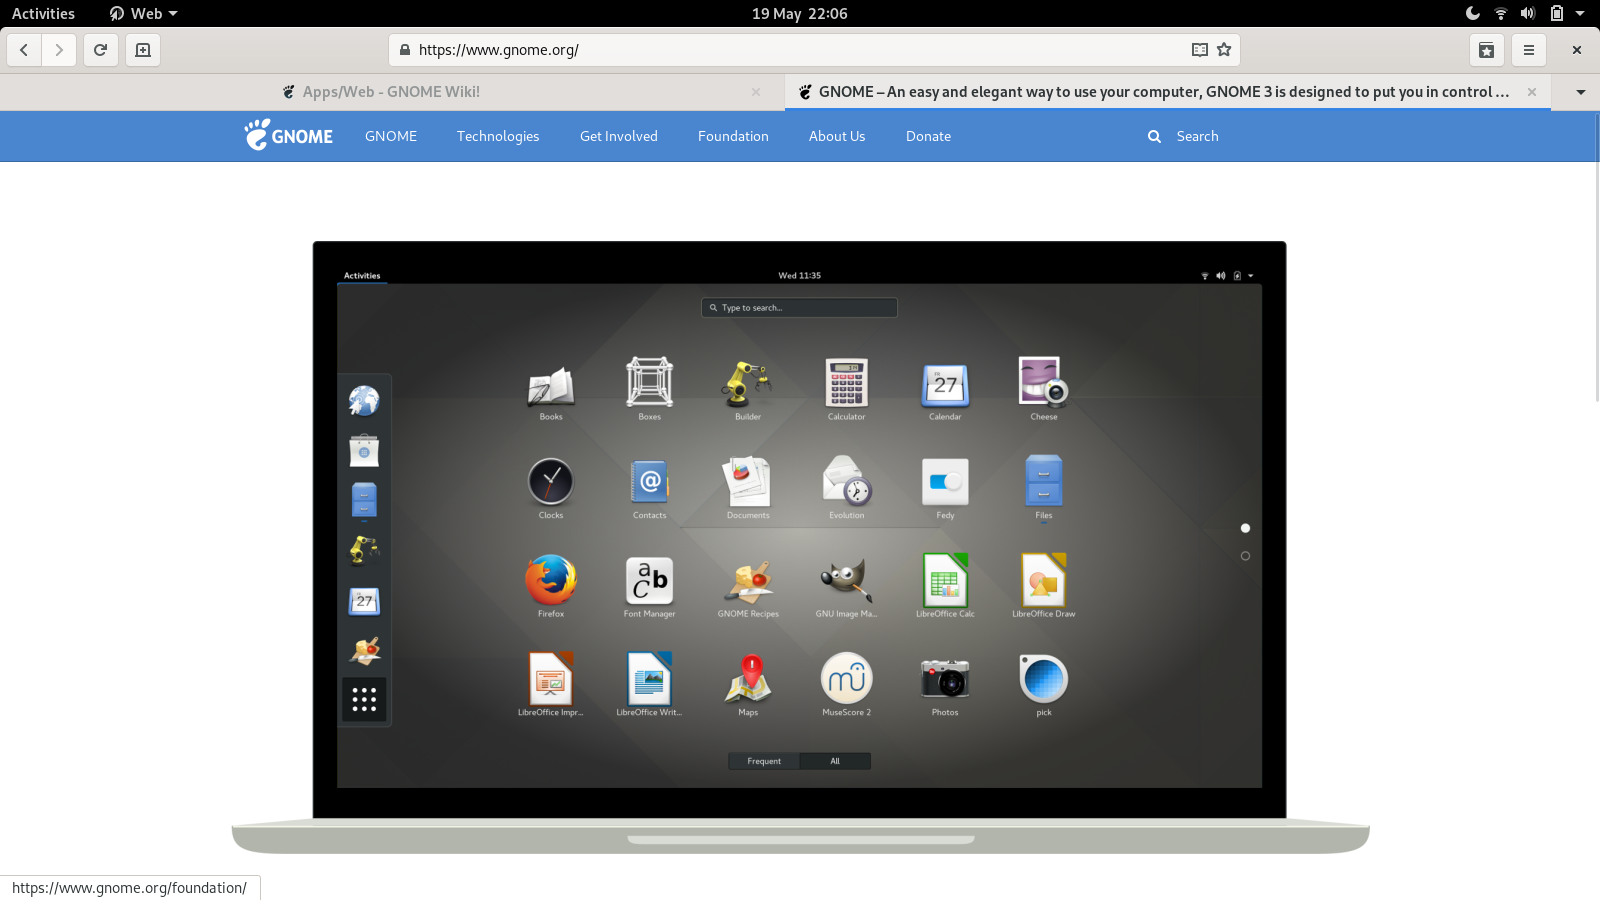 Activities Web 19 May 22:06
https://www.gnome.org/
Apps/Web - GNOME Wiki! GNOME – An easy and elegant way to use your computer, GNOME 3 is designed to put you in control ...
GNOME GNOME Technologies Get Involved Foundation About Us Donate Search
Activities Wed 11:35
Type to search...
Books Boxes Builder Calculator Calendar Cheese
Clocks Contacts Documents Evolution Fedy Files
Firefox Font Manager GNOME Recipes GNU Image Ma... LibreOffice Calc LibreOffice Draw
LibreOffice Impr... LibreOffice Writ... Maps MuseScore 2 Photos pick
Frequent All
https://www.gnome.org/foundation/